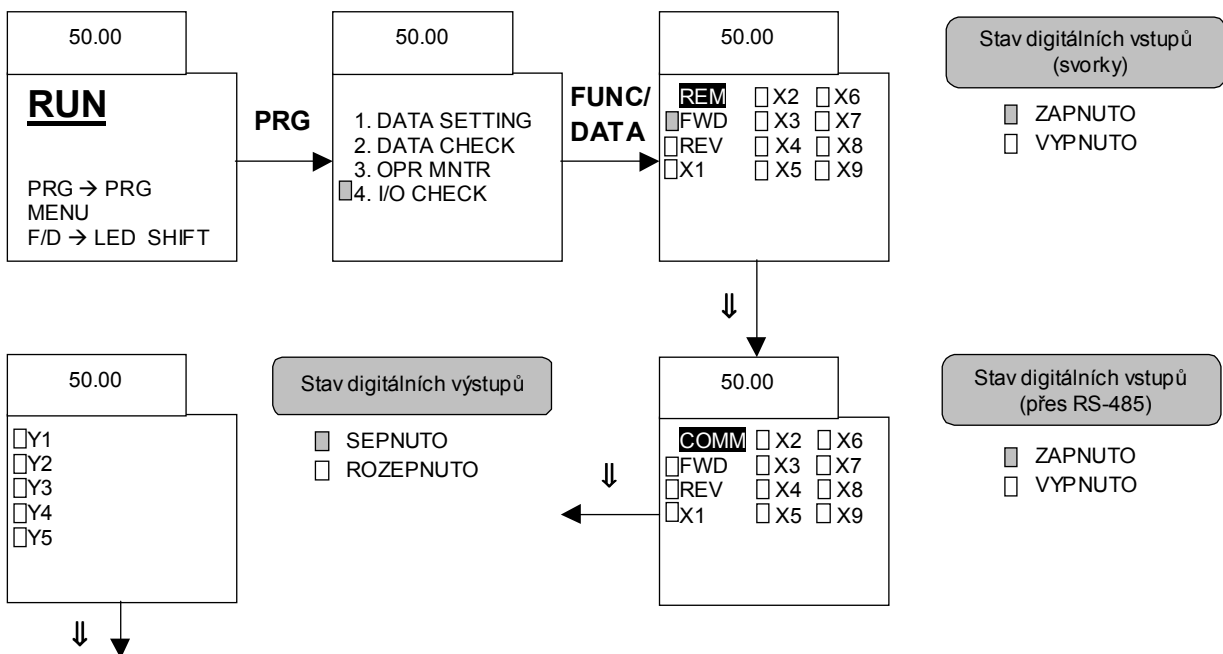 50.00
RUN
PRG → PRG
MENU
F/D → LED SHIFT
PRG
50.00
1. DATA SETTING
2. DATA CHECK
3. OPR MNTR
4. I/O CHECK
FUNC/
DATA
50.00
REM X2 X6
FWD X3 X7
REV X4 X8
X1 X5 X9
Stav digitálních vstupů
(svorky)
ZAPNUTO
VYPNUTO
⇓
50.00
Y1
Y2
Y3
Y4
Y5
Stav digitálních výstupů
SEPNUTO
ROZEPNUTO
⇓
50.00
COMM X2 X6
FWD X3 X7
REV X4 X8
X1 X5 X9
Stav digitálních vstupů
(přes RS-485)
ZAPNUTO
VYPNUTO
⇓